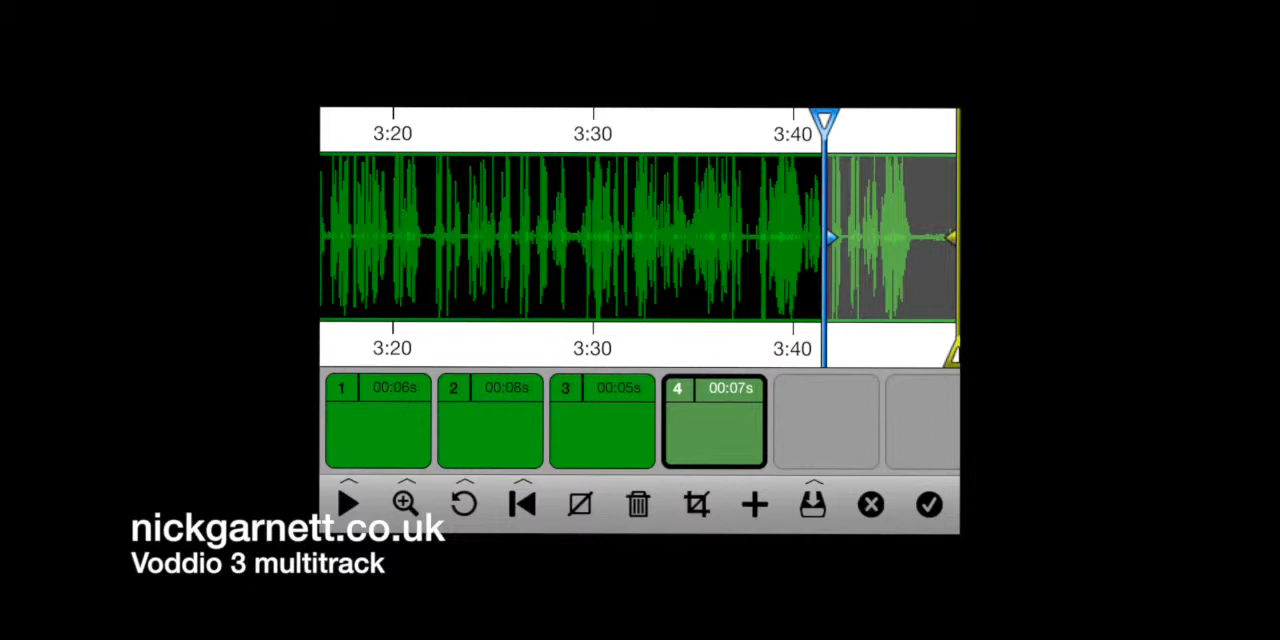 3:20 3:30 3:40
3:20 3:30 3:40
1 00:06s 2 00:08s 3 00:05s 4 00:07s
nickgarnett.co.uk
Voddio 3 multitrack